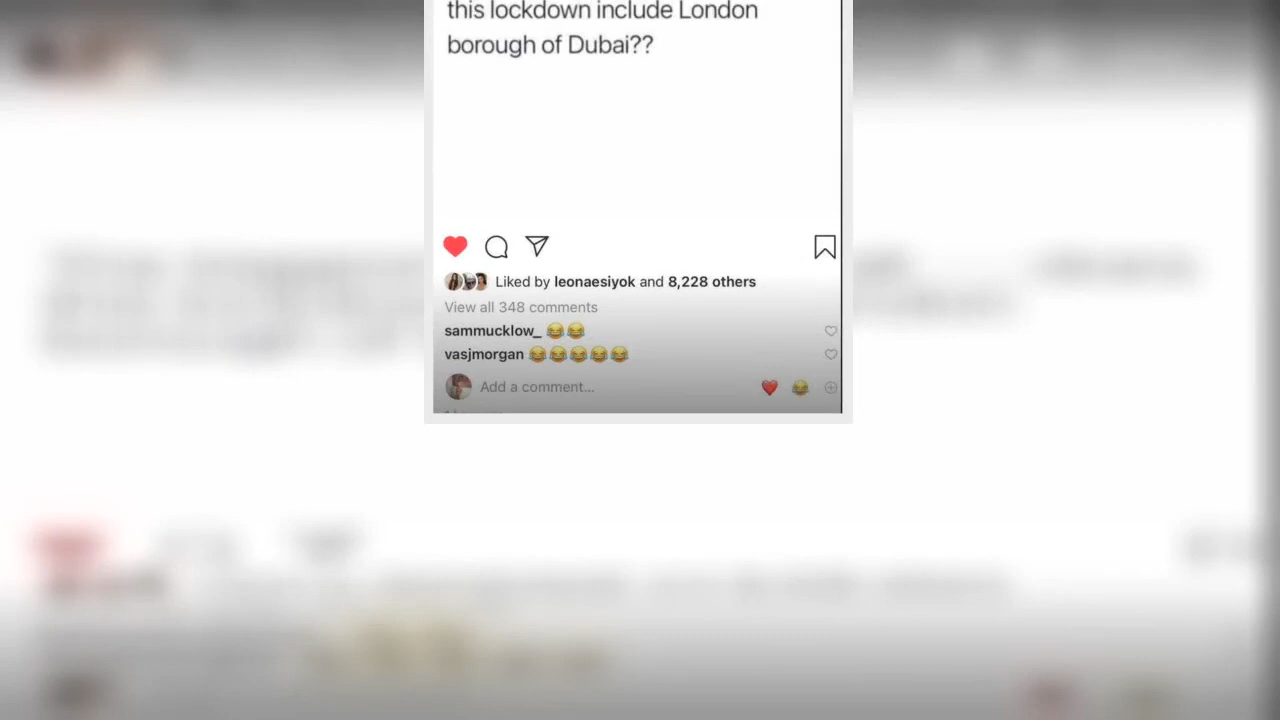 this lockdown include London
borough of Dubai??
Liked by leonaesiyok and 8,228 others
View all 348 comments
sammucklow_ 😂😂
vasjmorgan 😂😂😂😂😂
Add a comment...